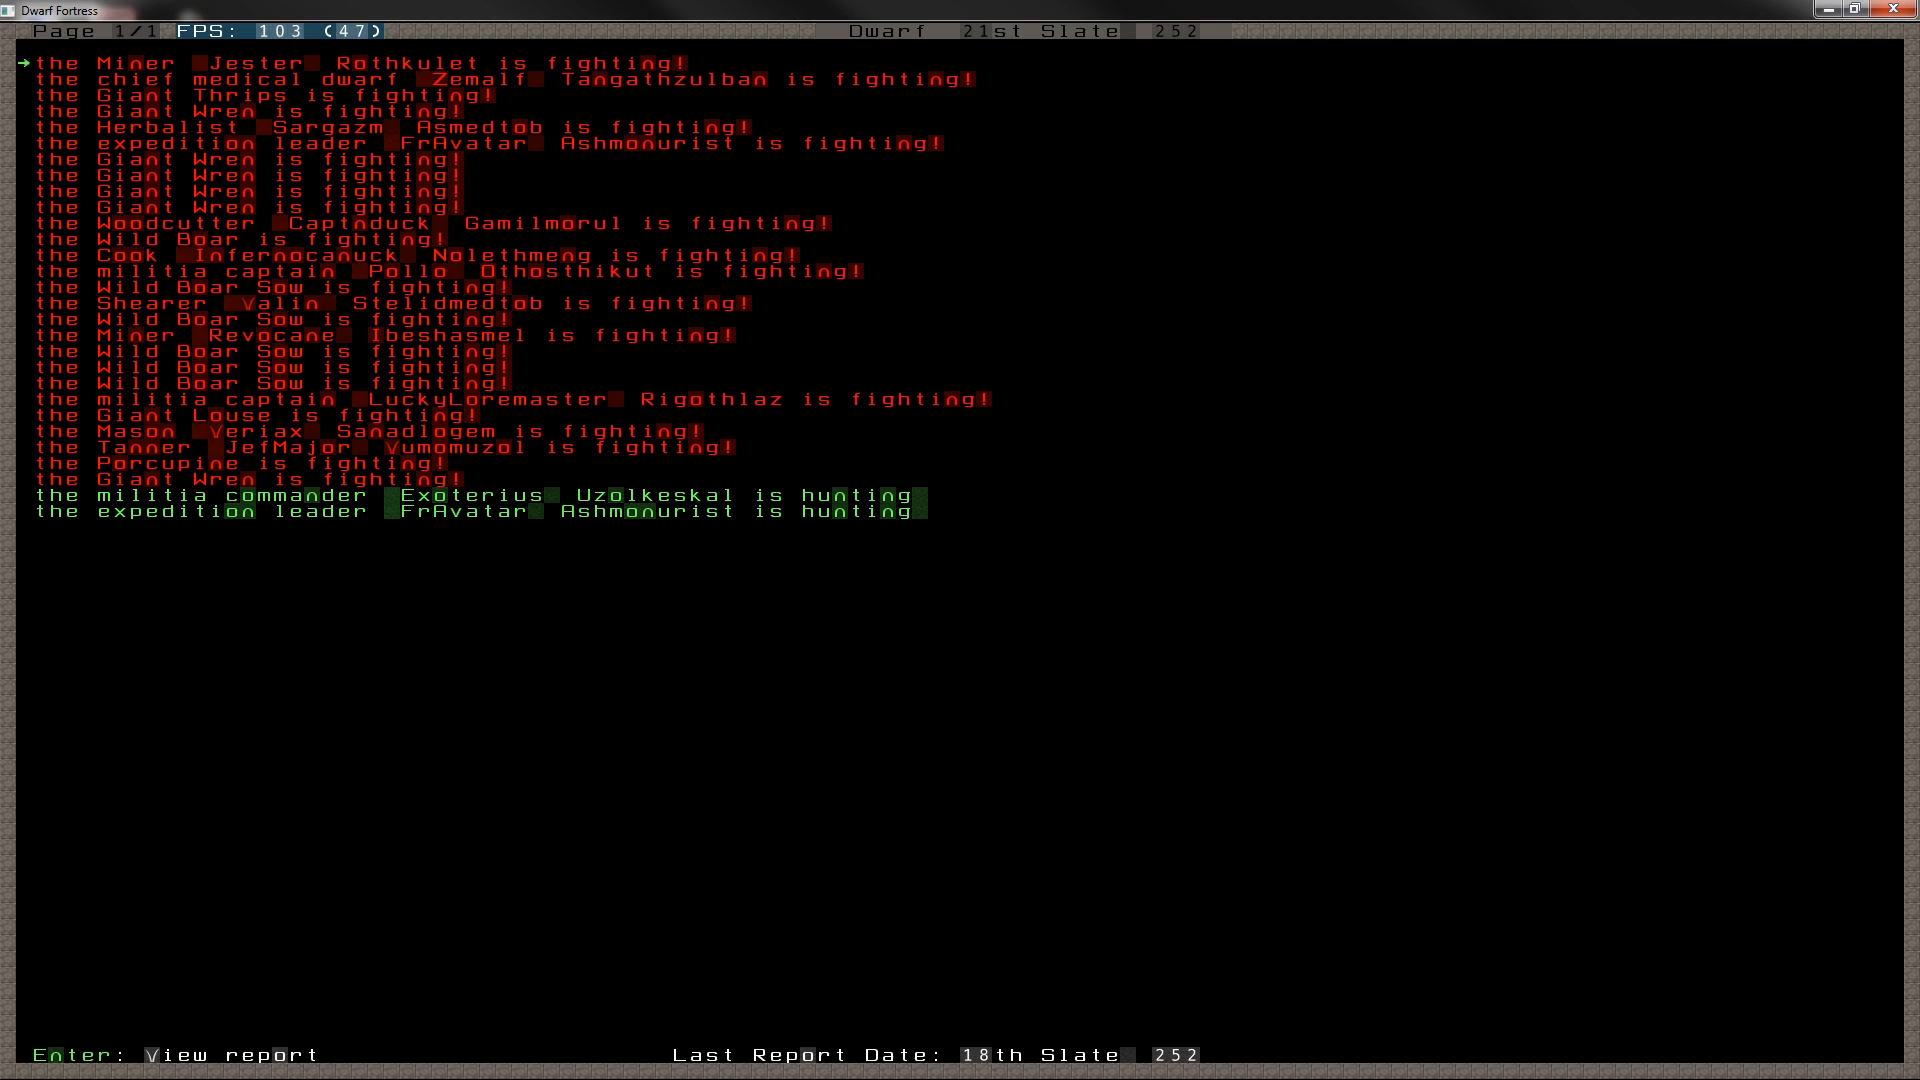 Dwarf Fortress
Page 1/1 FPS: 103 (47) Dwarf 21st Slate 252
→the Miner Jester Rothkulet is fighting!
the chief medical dwarf Zemalf Tangathzulban is fighting!
the Giant Thrips is fighting!
the Giant Wren is fighting!
the Herbalist Sargazm Asmedtob is fighting!
the expedition leader FrAvatar Ashmonurist is fighting!
the Giant Wren is fighting!
the Giant Wren is fighting!
the Giant Wren is fighting!
the Giant Wren is fighting!
the Woodcutter Captnduck Gamilmorul is fighting!
the Wild Boar is fighting!
the Cook Infernocanuck Nolethmeng is fighting!
the militia captain Pollo Othosthikut is fighting!
the Wild Boar Sow is fighting!
the Shearer Valin Stelidmedtob is fighting!
the Wild Boar Sow is fighting!
the Miner Revocane Ibeshasmel is fighting!
the Wild Boar Sow is fighting!
the Wild Boar Sow is fighting!
the Wild Boar Sow is fighting!
the militia captain LuckyLoremaster Rigothlaz is fighting!
the Giant Louse is fighting!
the Mason Veriax Sanadlogem is fighting!
the Tanner JefMajor Vumomuzol is fighting!
the Porcupine is fighting!
the Giant Wren is fighting!
the militia commander Exoterius Uzolkeskal is hunting
the expedition leader FrAvatar Ashmonurist is hunting
Enter: View report Last Report Date: 18th Slate 252